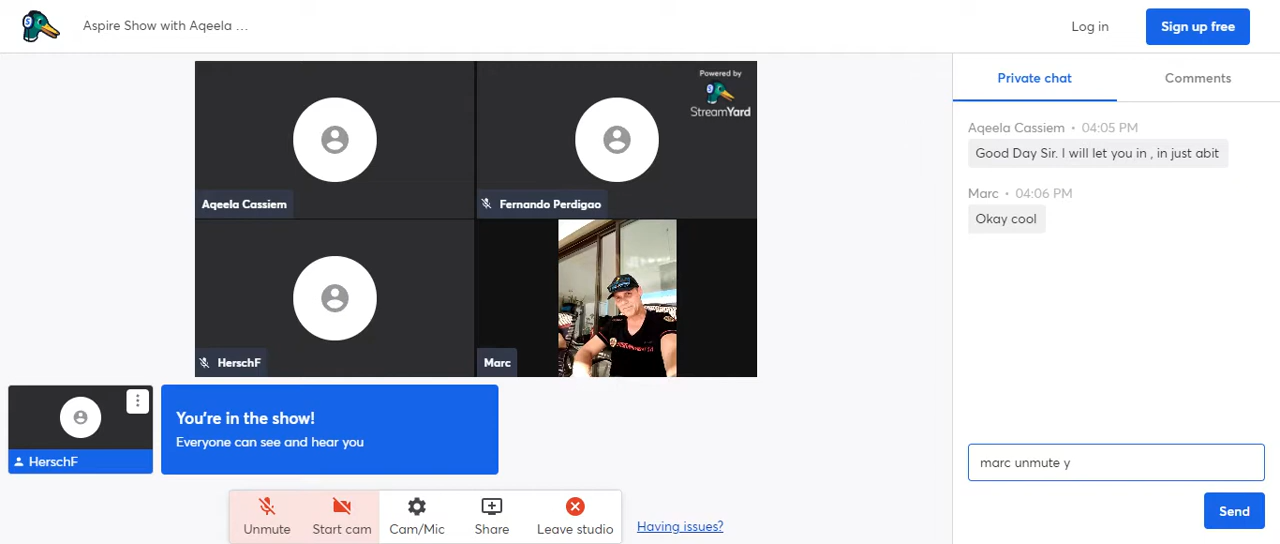 Aspire Show with Aqeela ...
Log in
Sign up free
Powered by
StreamYard
Aqeela Cassiem
Fernando Perdigao
HerschF
Marc
HerschF
You're in the show!
Everyone can see and hear you
Unmute
Start cam
Cam/Mic
Share
Leave studio
Having issues?
Private chat
Comments
Aqeela Cassiem • 04:05 PM
Good Day Sir. I will let you in , in just abit
Marc • 04:06 PM
Okay cool
marc unmute y
Send